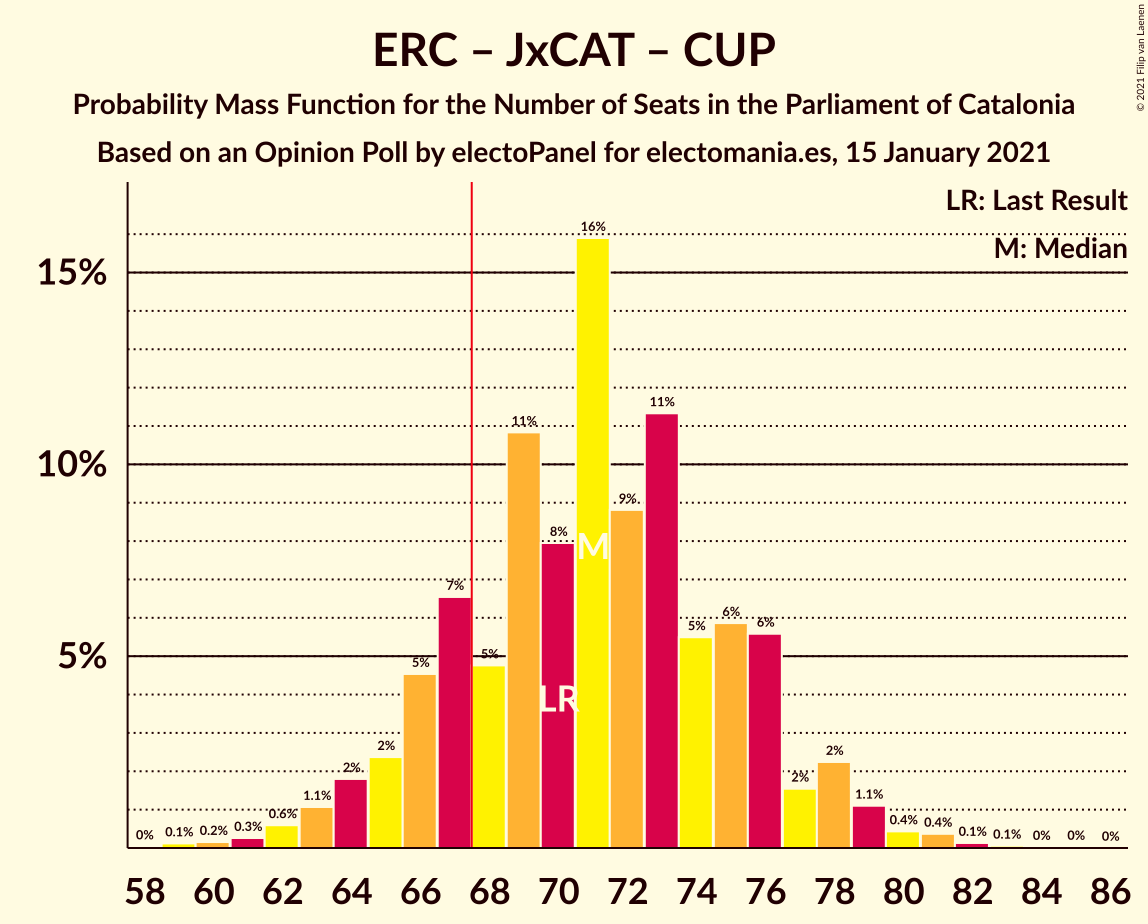 ERC – JxCAT – CUP
Probability Mass Function for the Number of Seats in the Parliament of Catalonia
Based on an Opinion Poll by electoPanel for electomania.es, 15 January 2021
© 2021 Filip van Laenen
LR: Last Result
M: Median
15%
10%
5%
0% 0.1% 0.2% 0.3% 0.6% 1.1% 2% 2% 5% 7% 5% 11% 8% 16% 9% 11% 5% 6% 6% 2% 2% 1.1% 0.4% 0.4% 0.1% 0.1% 0% 0% 0%
M
LR
58 60 62 64 66 68 70 72 74 76 78 80 82 84 86